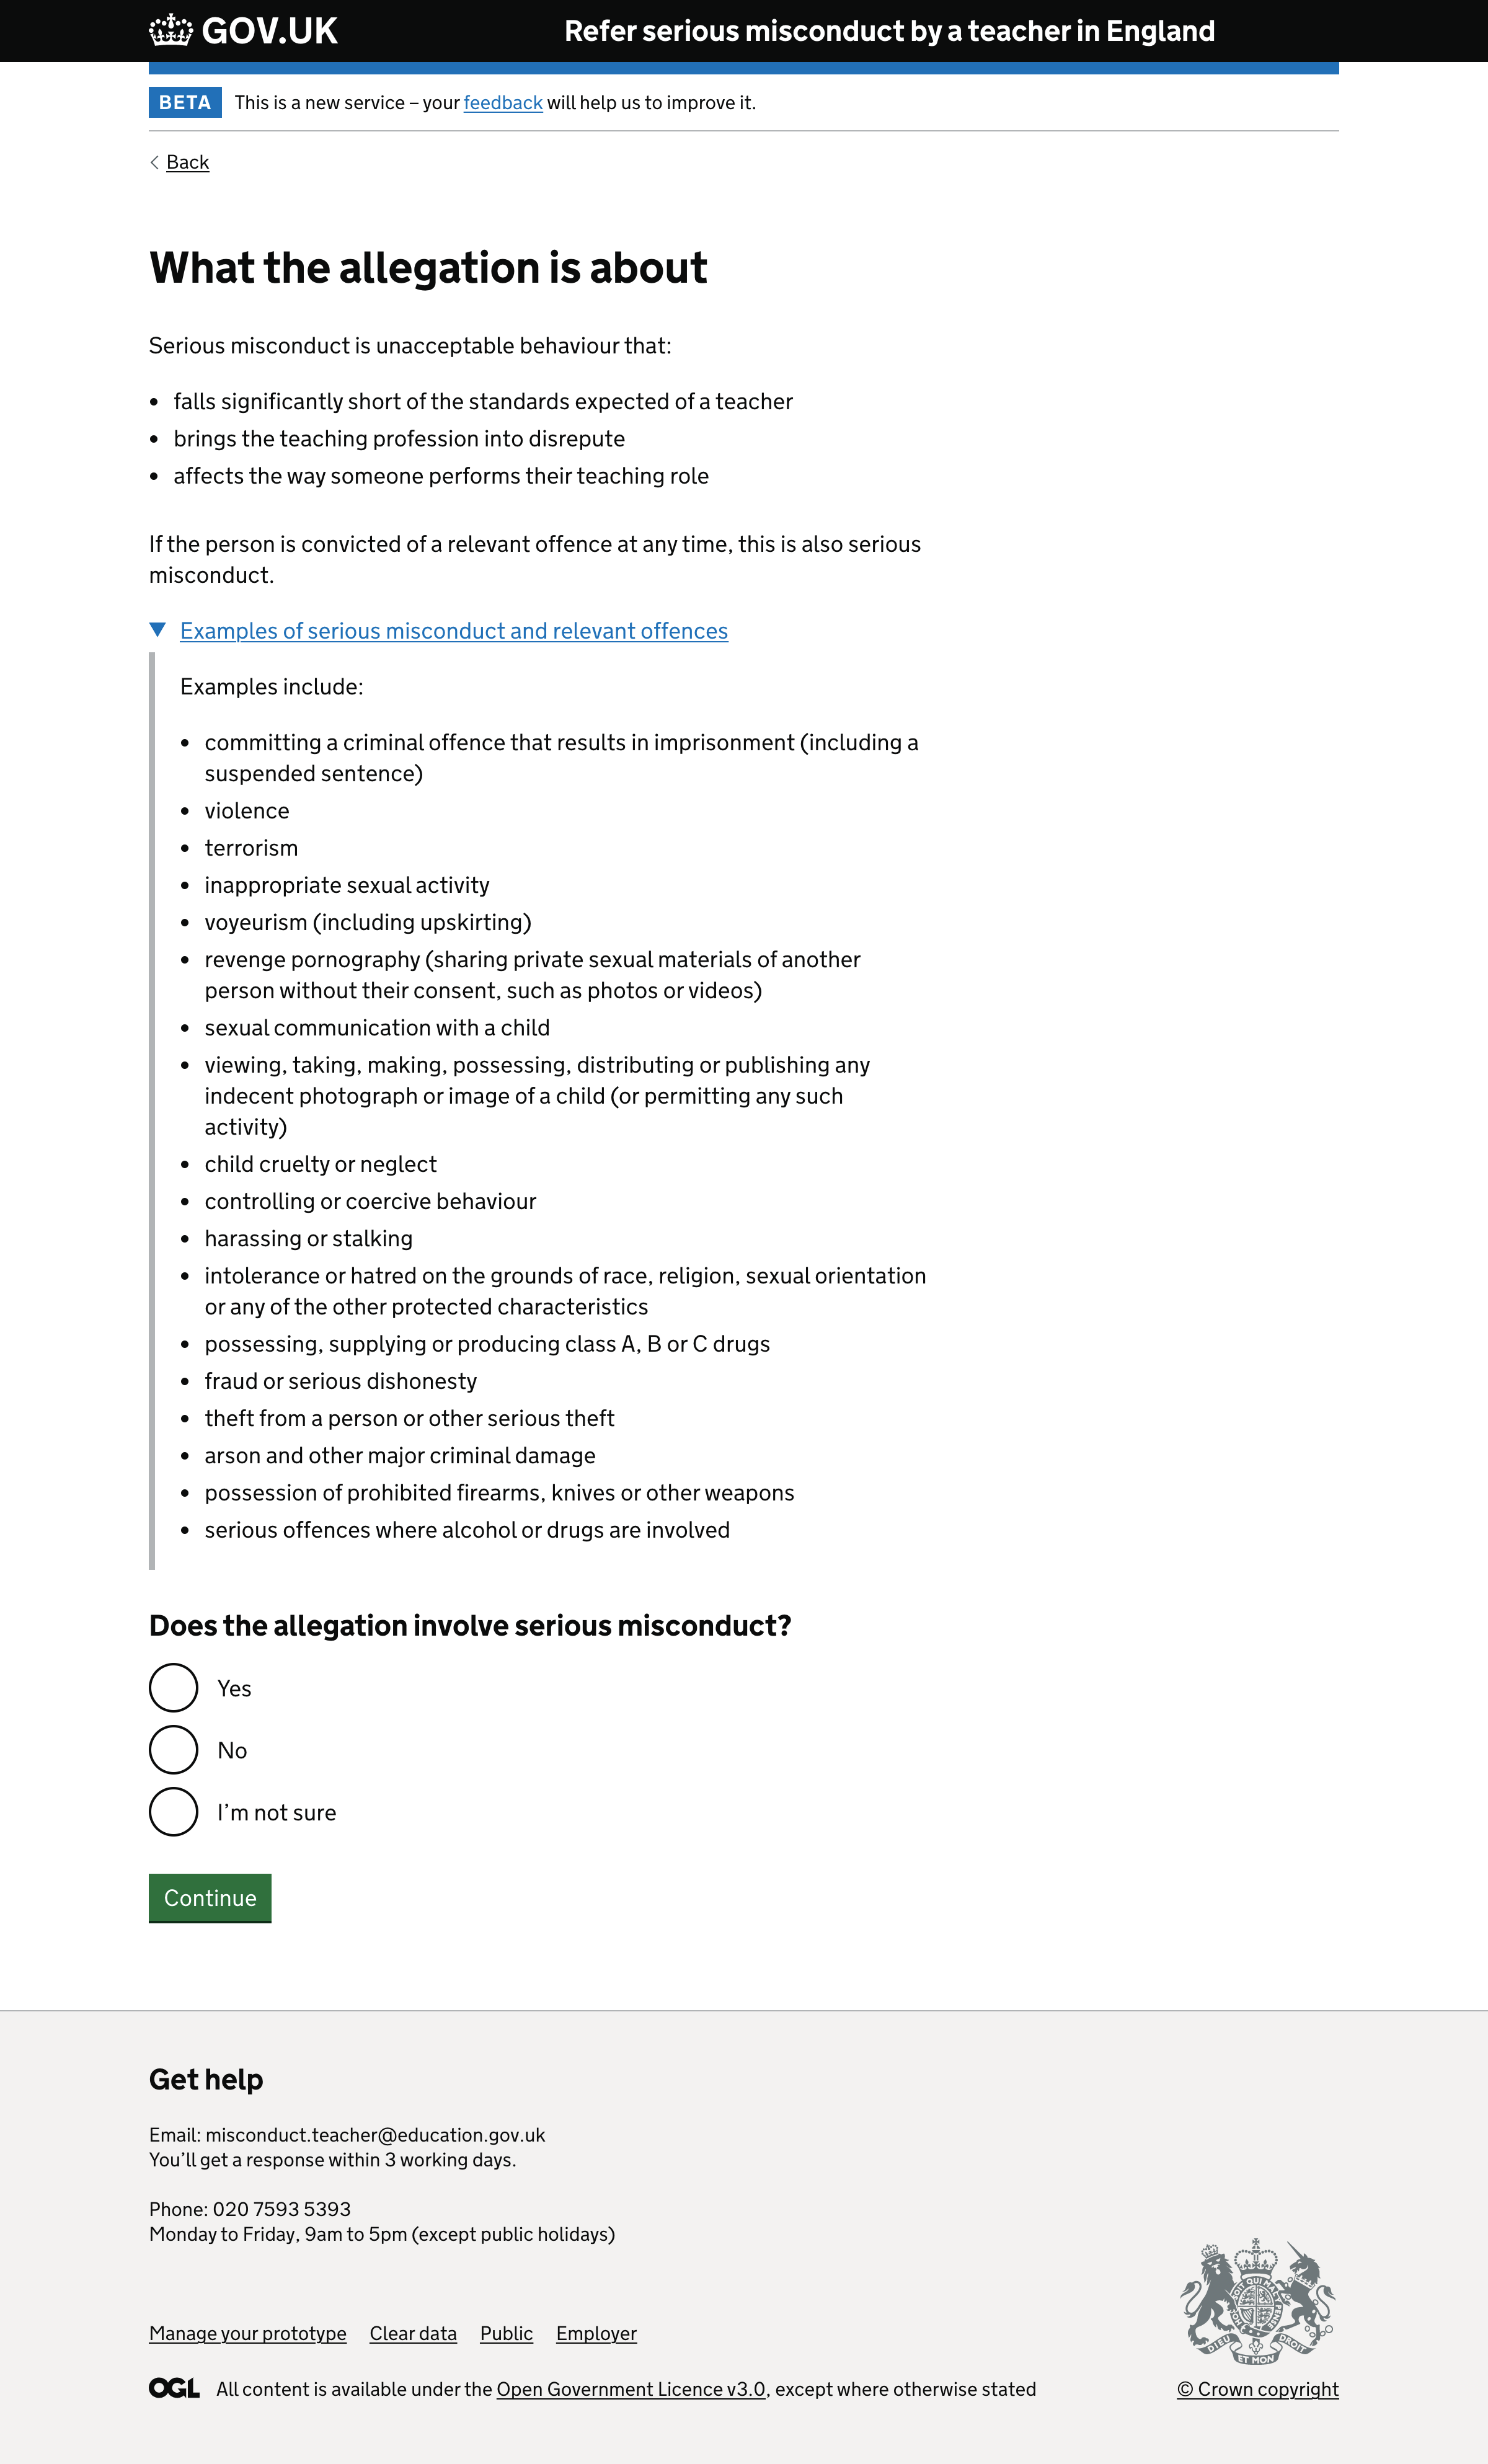 GOV.UK
Refer serious misconduct by a teacher in England
BETA
This is a new service – your feedback will help us to improve it.
Back
What the allegation is about
Serious misconduct is unacceptable behaviour that:
• falls significantly short of the standards expected of a teacher
• brings the teaching profession into disrepute
• affects the way someone performs their teaching role
If the person is convicted of a relevant offence at any time, this is also serious
misconduct.
Examples of serious misconduct and relevant offences
Examples include:
• committing a criminal offence that results in imprisonment (including a
suspended sentence)
• violence
• terrorism
• inappropriate sexual activity
• voyeurism (including upskirting)
• revenge pornography (sharing private sexual materials of another
person without their consent, such as photos or videos)
• sexual communication with a child
• viewing, taking, making, possessing, distributing or publishing any
indecent photograph or image of a child (or permitting any such
activity)
• child cruelty or neglect
• controlling or coercive behaviour
• harassing or stalking
• intolerance or hatred on the grounds of race, religion, sexual orientation
or any of the other protected characteristics
• possessing, supplying or producing class A, B or C drugs
• fraud or serious dishonesty
• theft from a person or other serious theft
• arson and other major criminal damage
• possession of prohibited firearms, knives or other weapons
• serious offences where alcohol or drugs are involved
Does the allegation involve serious misconduct?
Yes
No
I’m not sure
Continue
Get help
Email: misconduct.teacher@education.gov.uk
You’ll get a response within 3 working days.
Phone: 020 7593 5393
Monday to Friday, 9am to 5pm (except public holidays)
Manage your prototype Clear data Public Employer
DIEU ET MON DROIT
OGL All content is available under the Open Government Licence v3.0, except where otherwise stated
© Crown copyright